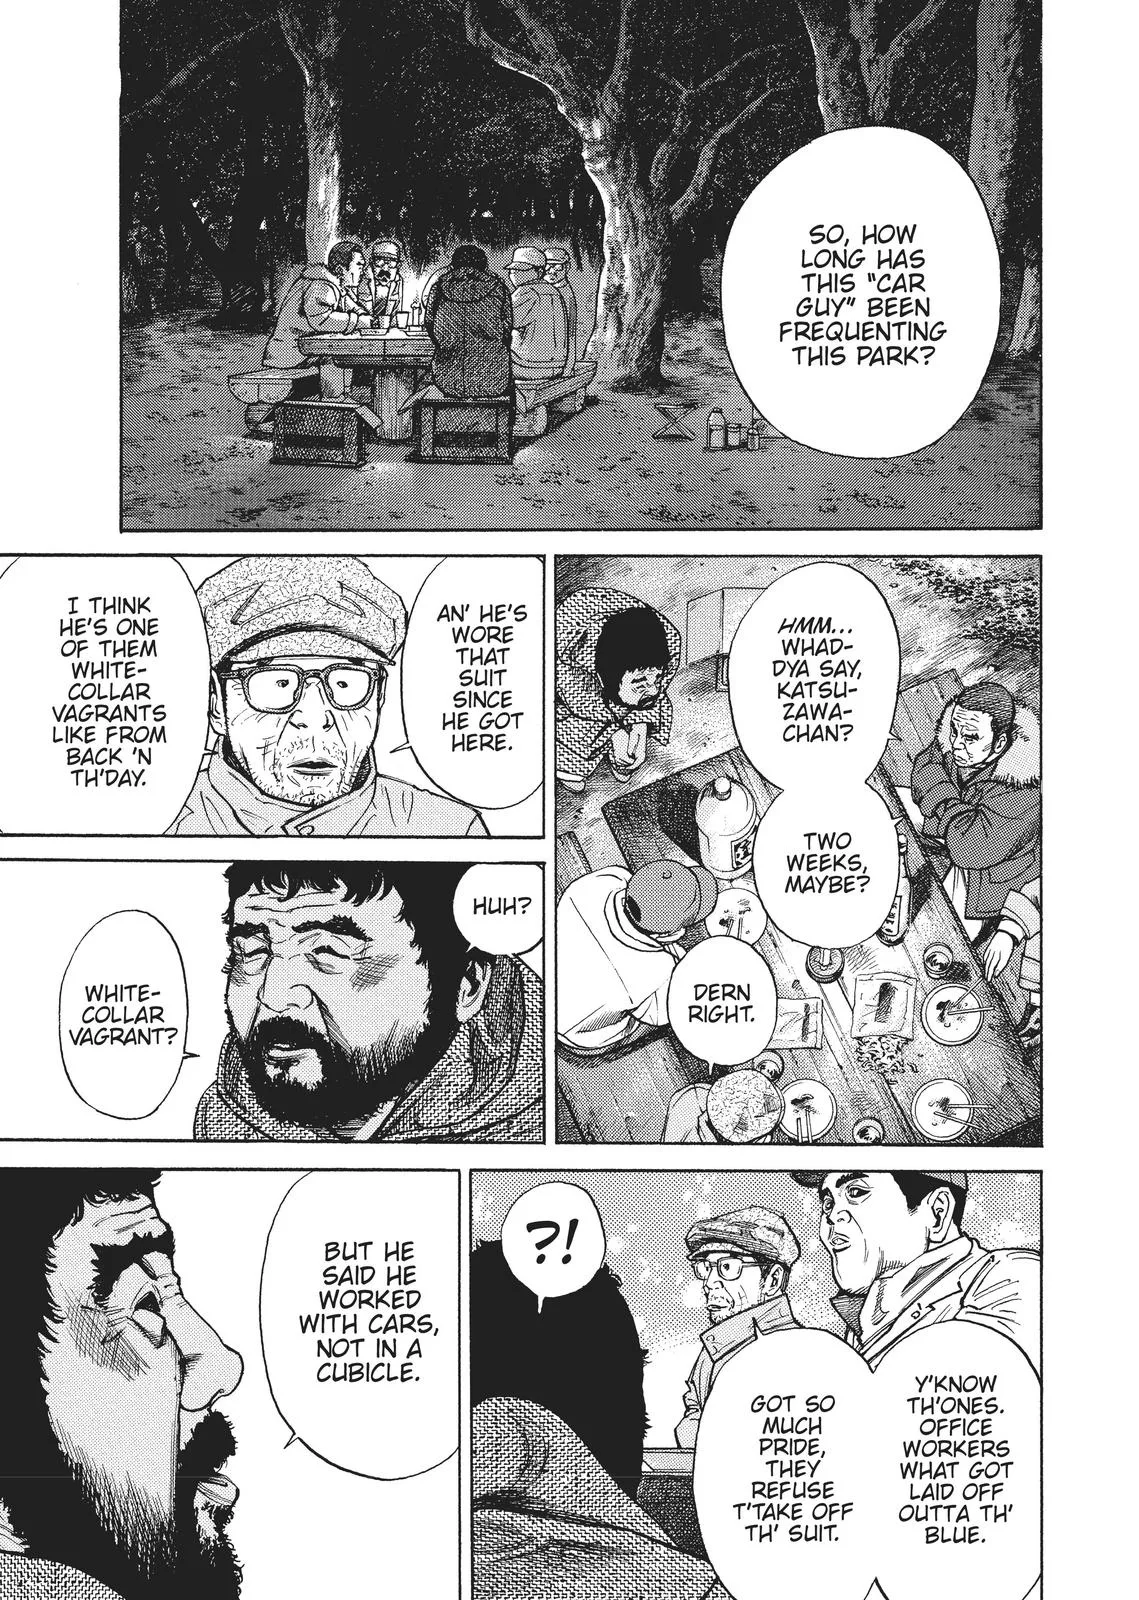 SO, HOW
LONG HAS
THIS "CAR
GUY" BEEN
FREQUENTING
THIS PARK?
HMM...
WHAD-
DYA SAY,
KATSU-
ZAWA-
CHAN?
TWO
WEEKS,
MAYBE?
DERN
RIGHT.
AN' HE'S
WORE
THAT
SUIT
SINCE
HE GOT
HERE.
I THINK
HE'S ONE
OF THEM
WHITE-
COLLAR
VAGRANTS
LIKE FROM
BACK 'N
TH'DAY.
HUH?
WHITE-
COLLAR
VAGRANT?
Y'KNOW
TH'ONES.
OFFICE
WORKERS
WHAT GOT
LAID OFF
OUTTA TH'
BLUE.
GOT SO
MUCH
PRIDE,
THEY
REFUSE
T'TAKE OFF
TH' SUIT.
?!
BUT HE
SAID HE
WORKED
WITH CARS,
NOT IN A
CUBICLE.